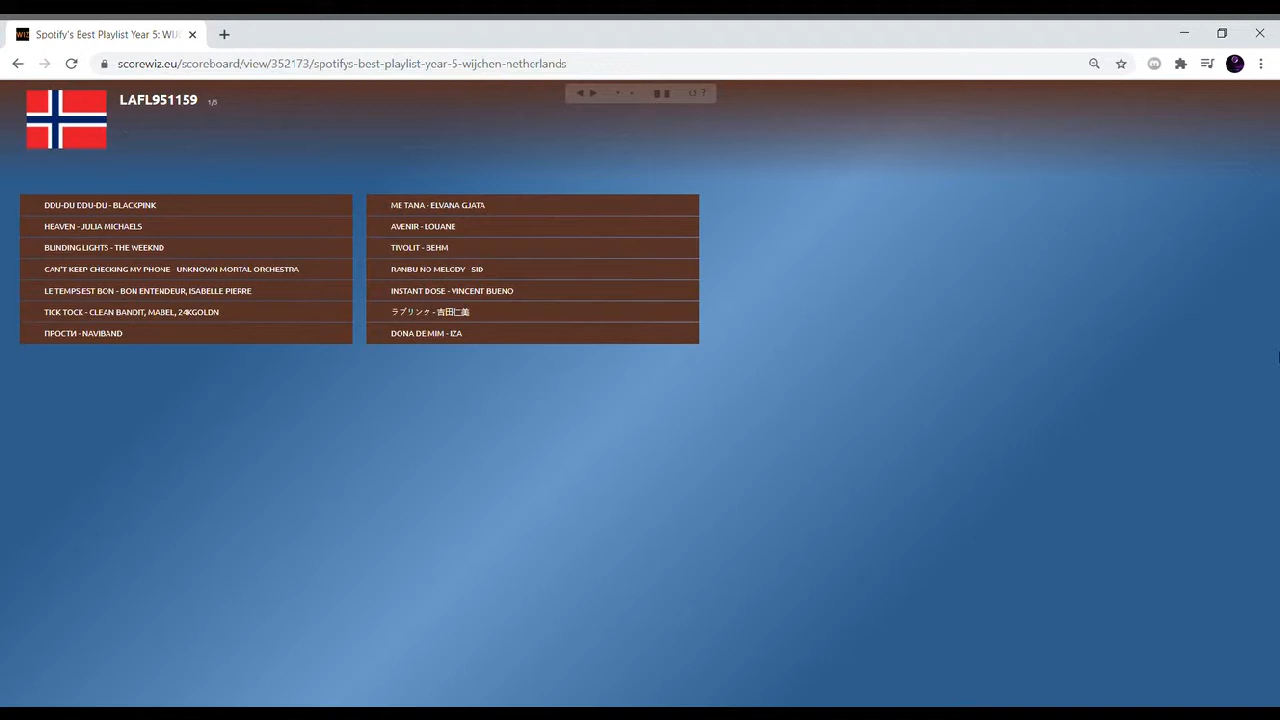 Spotify's Best Playlist Year 5: WIJC
scorewiz.eu/scoreboard/view/352173/spotifys-best-playlist-year-5-wijchen-netherlands
LAFL951159
DDU-DU DDU-DU - BLACKPINK
HEAVEN - JULIA MICHAELS
BLINDING LIGHTS - THE WEEKND
CAN'T KEEP CHECKING MY PHONE - UNKNOWN MORTAL ORCHESTRA
LE TEMPS EST BON - BON ENTENDEUR, ISABELLE PIERRE
TICK TOCK - CLEAN BANDIT, MABEL, 24KGOLDN
ПРОСТИ - NAVIBAND
ME TANA - ELVANA GJATA
AVENIR - LOUANE
TIVOLIT - BEHM
RANBU NO MELODY - SID
INSTANT DOSE - VINCENT BUENO
ラブリンク - 吉田仁美
DONA DE MIM - IZA